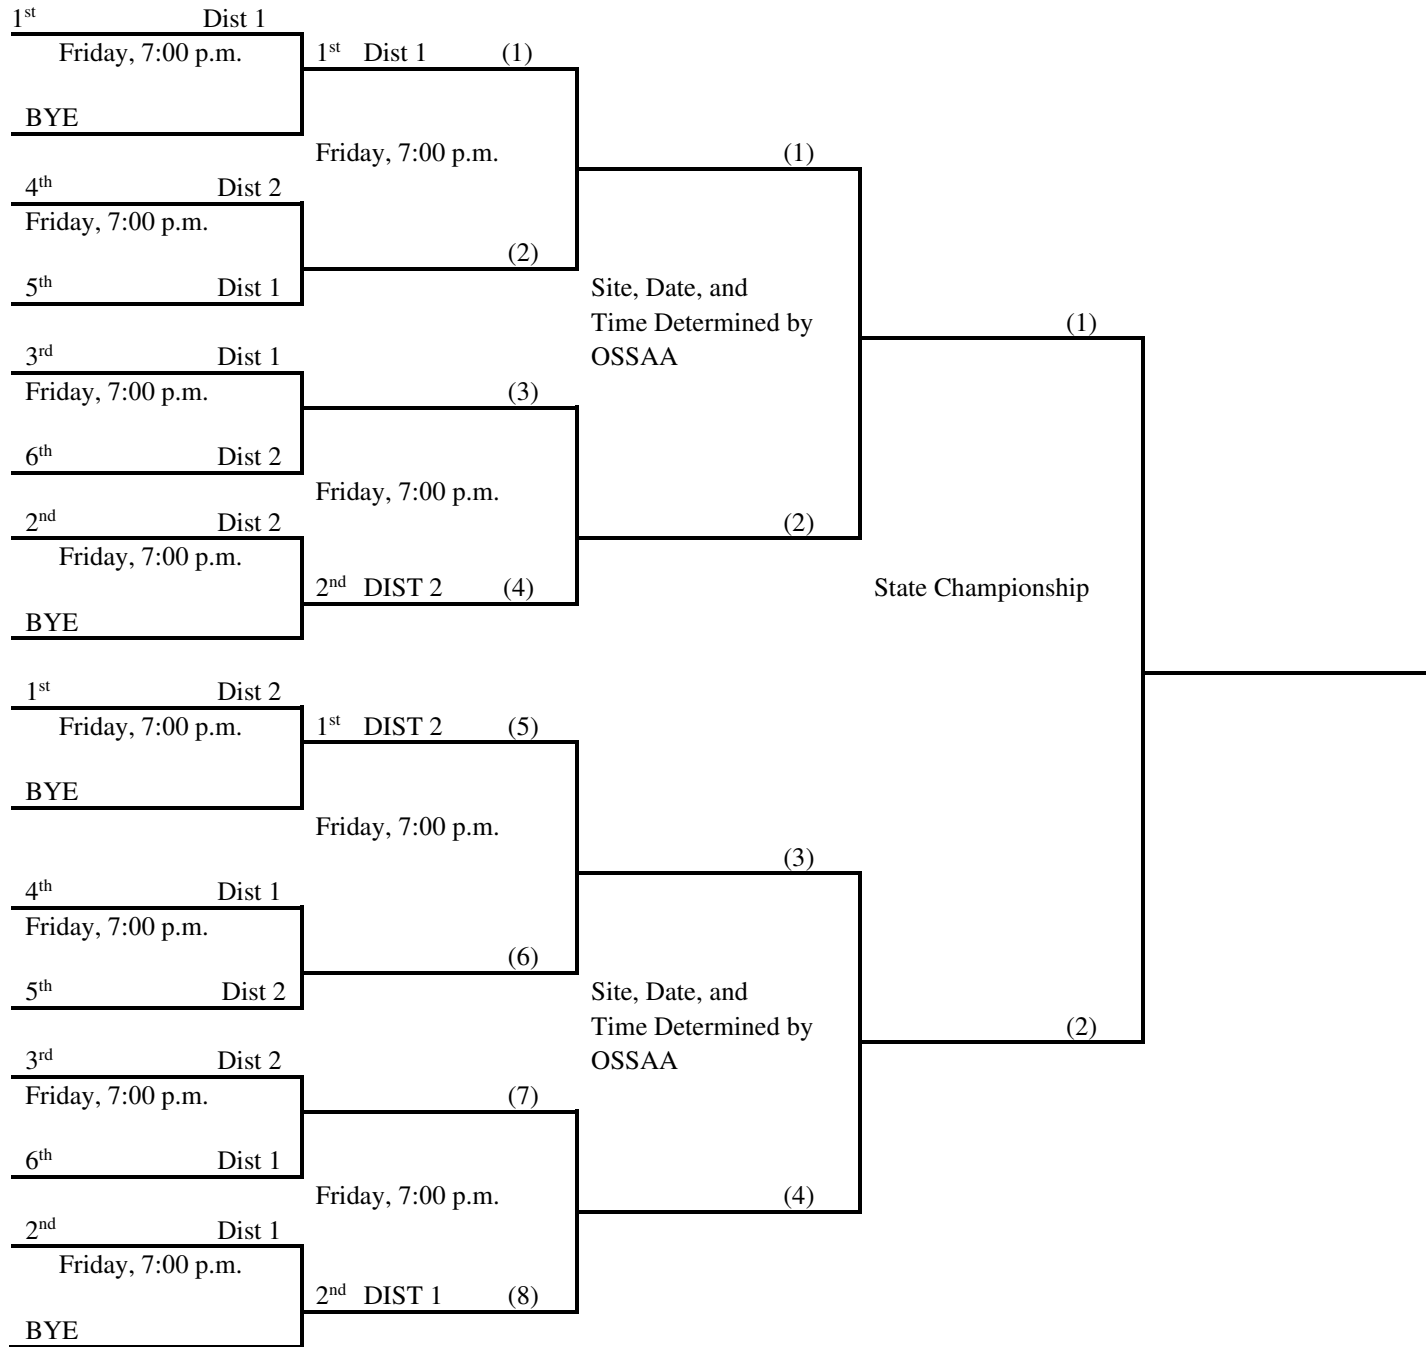 1st Dist 1
Friday, 7:00 p.m.
1st Dist 1 (1)
BYE
Friday, 7:00 p.m.
(1)
4th Dist 2
Friday, 7:00 p.m.
(2)
5th Dist 1
Site, Date, and
Time Determined by
OSSAA
(1)
3rd Dist 1
Friday, 7:00 p.m.
(3)
6th Dist 2
Friday, 7:00 p.m.
2nd Dist 2
(2)
Friday, 7:00 p.m.
2nd DIST 2 (4)
State Championship
BYE
1st Dist 2
Friday, 7:00 p.m.
1st DIST 2 (5)
BYE
Friday, 7:00 p.m.
(3)
4th Dist 1
Friday, 7:00 p.m.
(6)
5th Dist 2
Site, Date, and
Time Determined by
OSSAA
(2)
3rd Dist 2
Friday, 7:00 p.m.
(7)
6th Dist 1
Friday, 7:00 p.m.
(4)
2nd Dist 1
Friday, 7:00 p.m.
2nd DIST 1 (8)
BYE